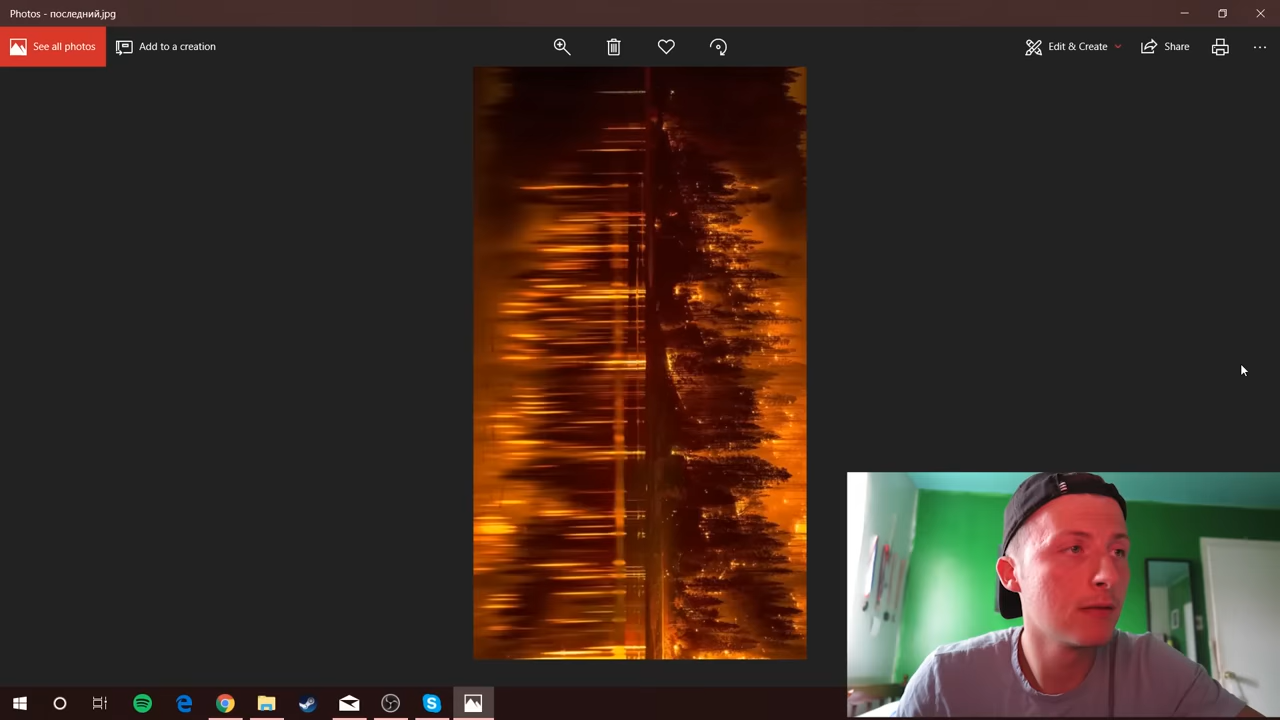 Photos - последний.jpg
See all photos
Add to a creation
Edit & Create
Share